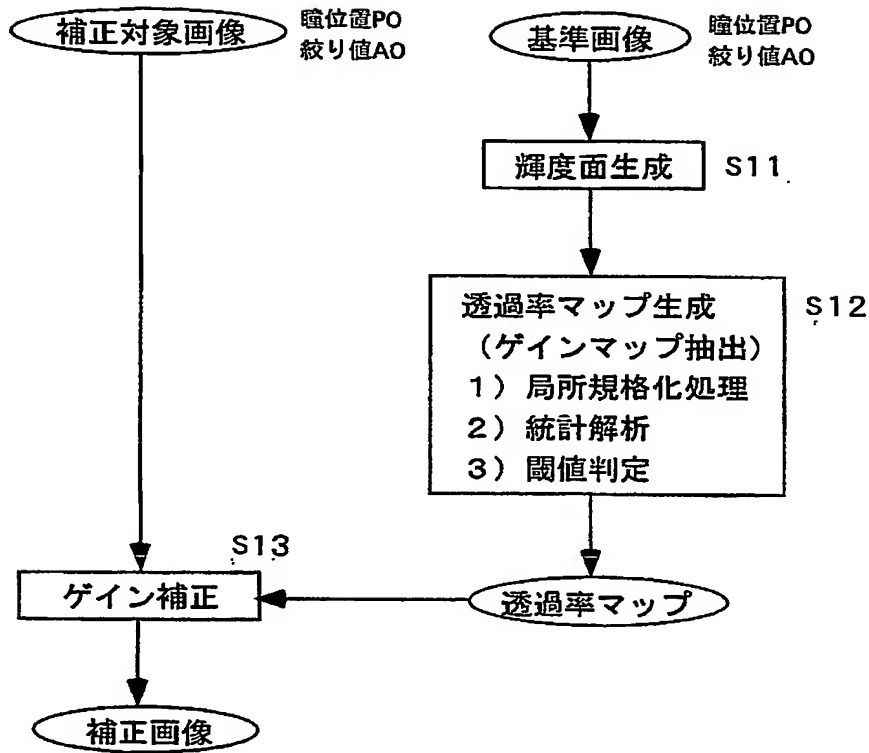 補正対象画像
瞳位置P0
絞り値A0
基準画像
瞳位置P0
絞り値A0
輝度面生成
S11
透過率マップ生成
(ゲインマップ抽出)
1)局所規格化処理
2)統計解析
3)閾値判定
S12
S13
ゲイン補正
透過率マップ
補正画像